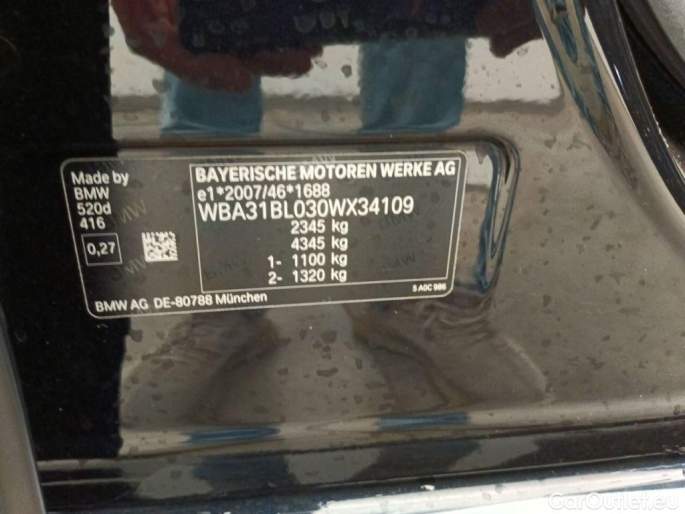 Made by
BMW
520d
416
0,27
BAYERISCHE MOTOREN WERKE AG
e1*2007/46*1688
WBA31BL030WX34109
2345 kg
4345 kg
1- 1100 kg
2- 1320 kg
BMW AG DE-80788 München
5 A0C 986
CarOutlet.eu